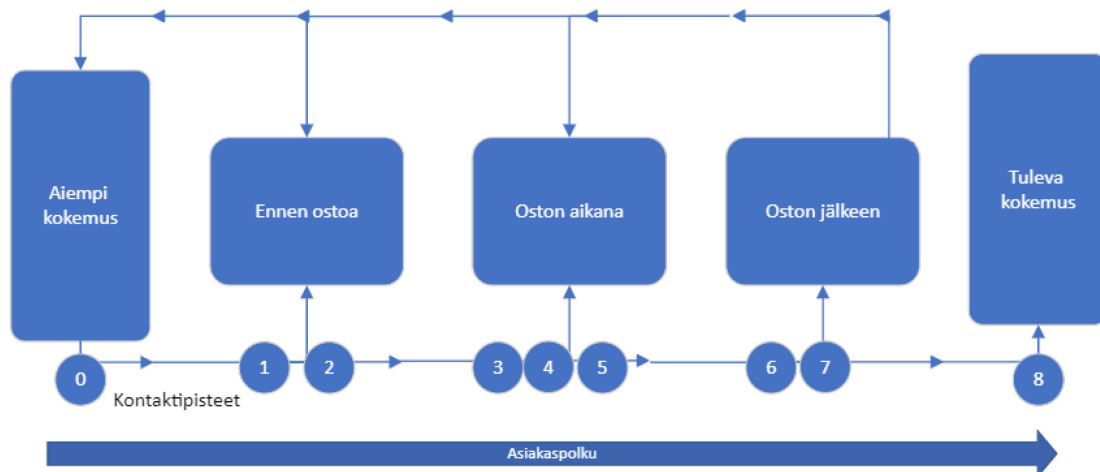 Aiempi
kokemus
Ennen ostoa
Oston aikana
Oston jälkeen
Tuleva
kokemus
0
1
2
3
4
5
6
7
8
Kontaktipisteet
Asiakaspolku